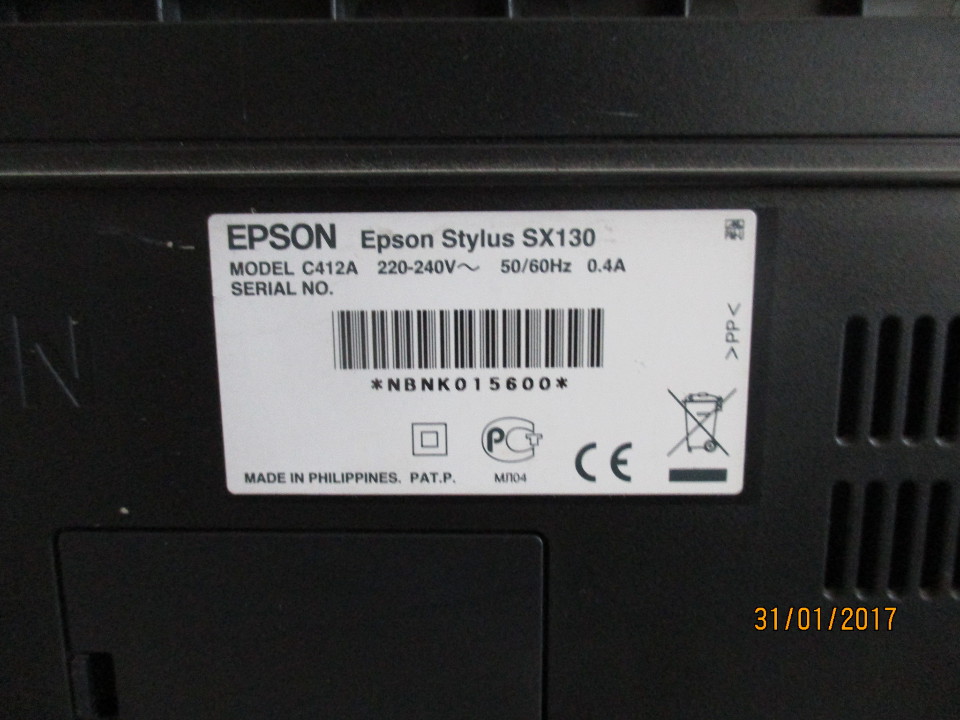 EPSON Epson Stylus SX130
MODEL C412A 220-240V～ 50/60Hz 0.4A
SERIAL NO.
*NBNK015600*
>PP<
PCT
МЛ04
CE
MADE IN PHILIPPINES. PAT.P.
N
31/01/2017